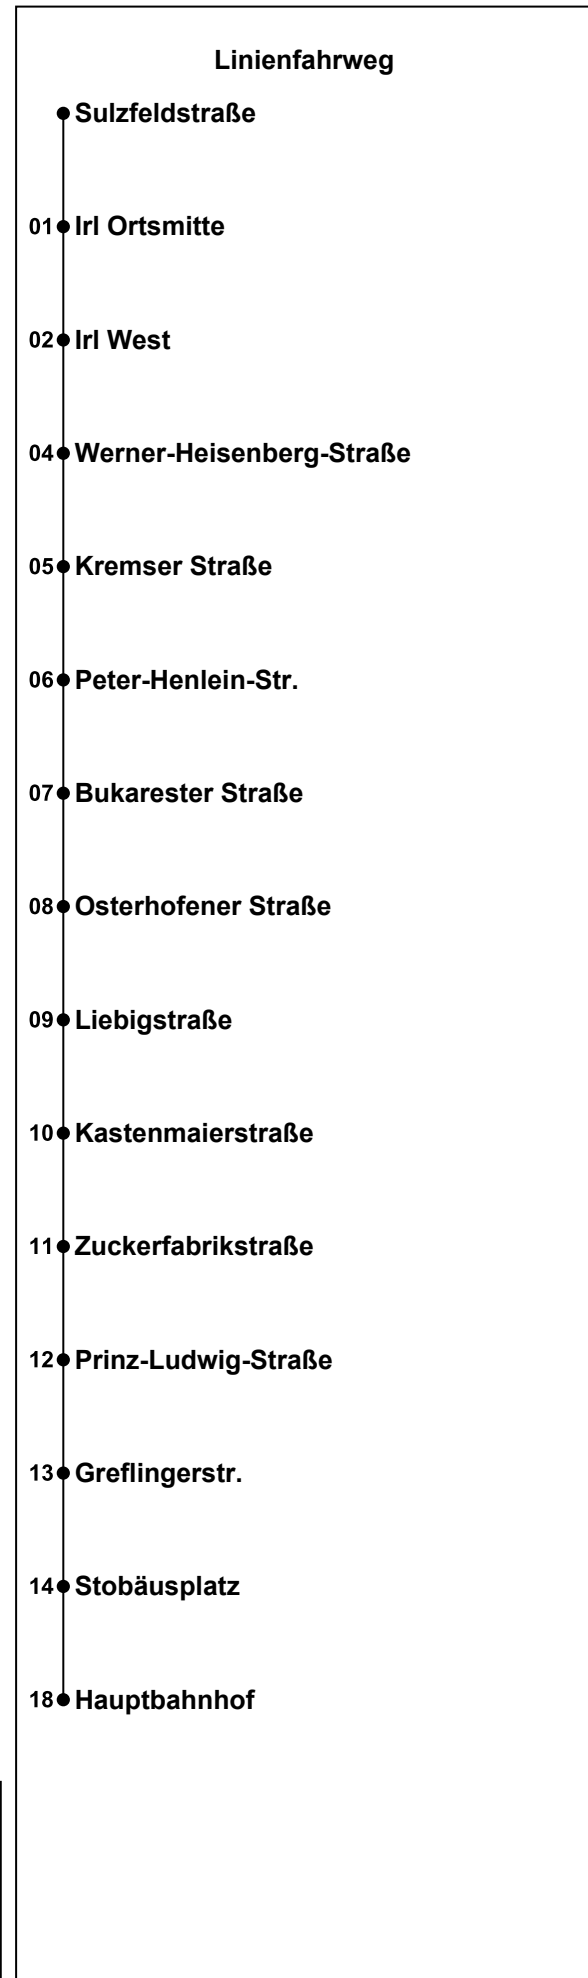 Linienfahrweg
Sulzfeldstraße
01 Irl Ortsmitte
02 Irl West
04 Werner-Heisenberg-Straße
05 Kremser Straße
06 Peter-Henlein-Str.
07 Bukarester Straße
08 Osterhofener Straße
09 Liebigstraße
10 Kastenmaierstraße
11 Zuckerfabrikstraße
12 Prinz-Ludwig-Straße
13 Greflingerstr.
14 Stobäusplatz
18 Hauptbahnhof